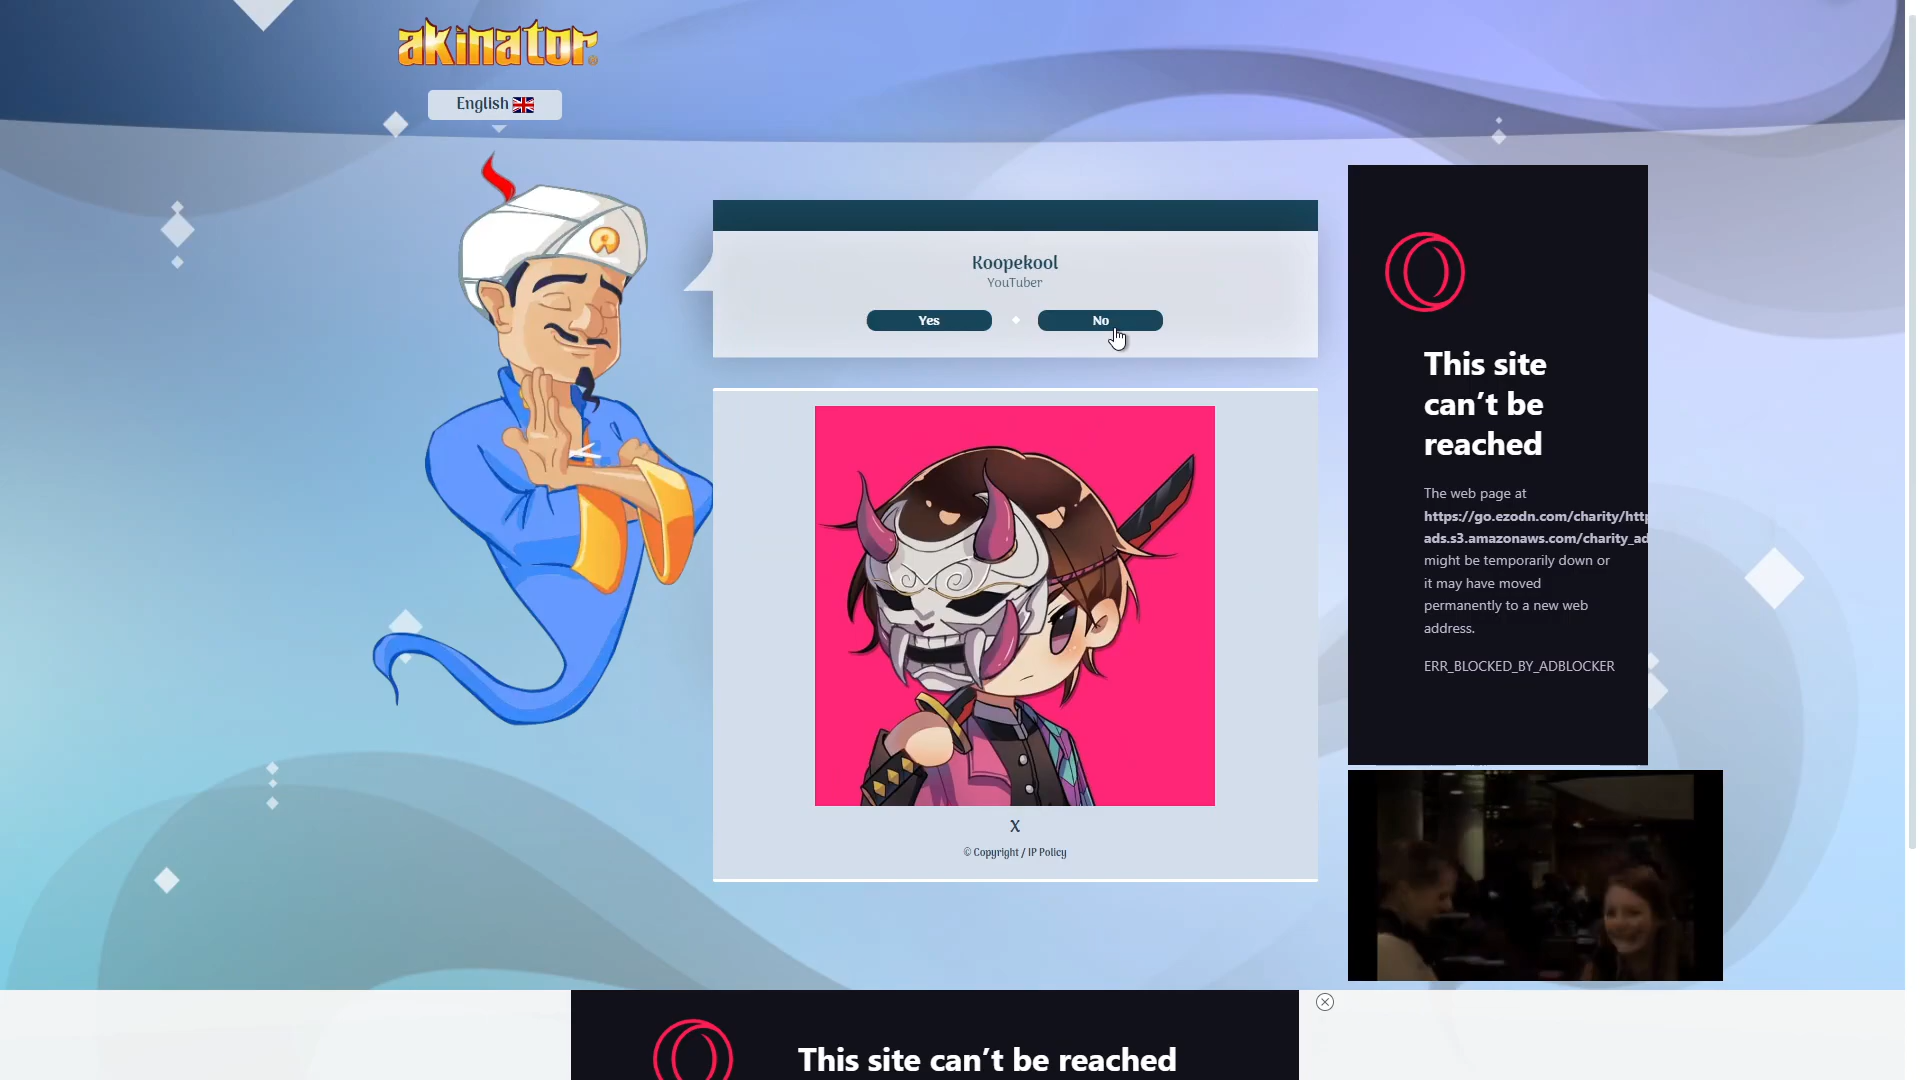 akinator
English
Koopekool
YouTuber
Yes
No
X
© Copyright / IP Policy
This site
can’t be
reached
The web page at
https://go.ezodn.com/charity/http
ads.s3.amazonaws.com/charity_ad
might be temporarily down or
it may have moved
permanently to a new web
address.
ERR_BLOCKED_BY_ADBLOCKER
This site can’t be reached